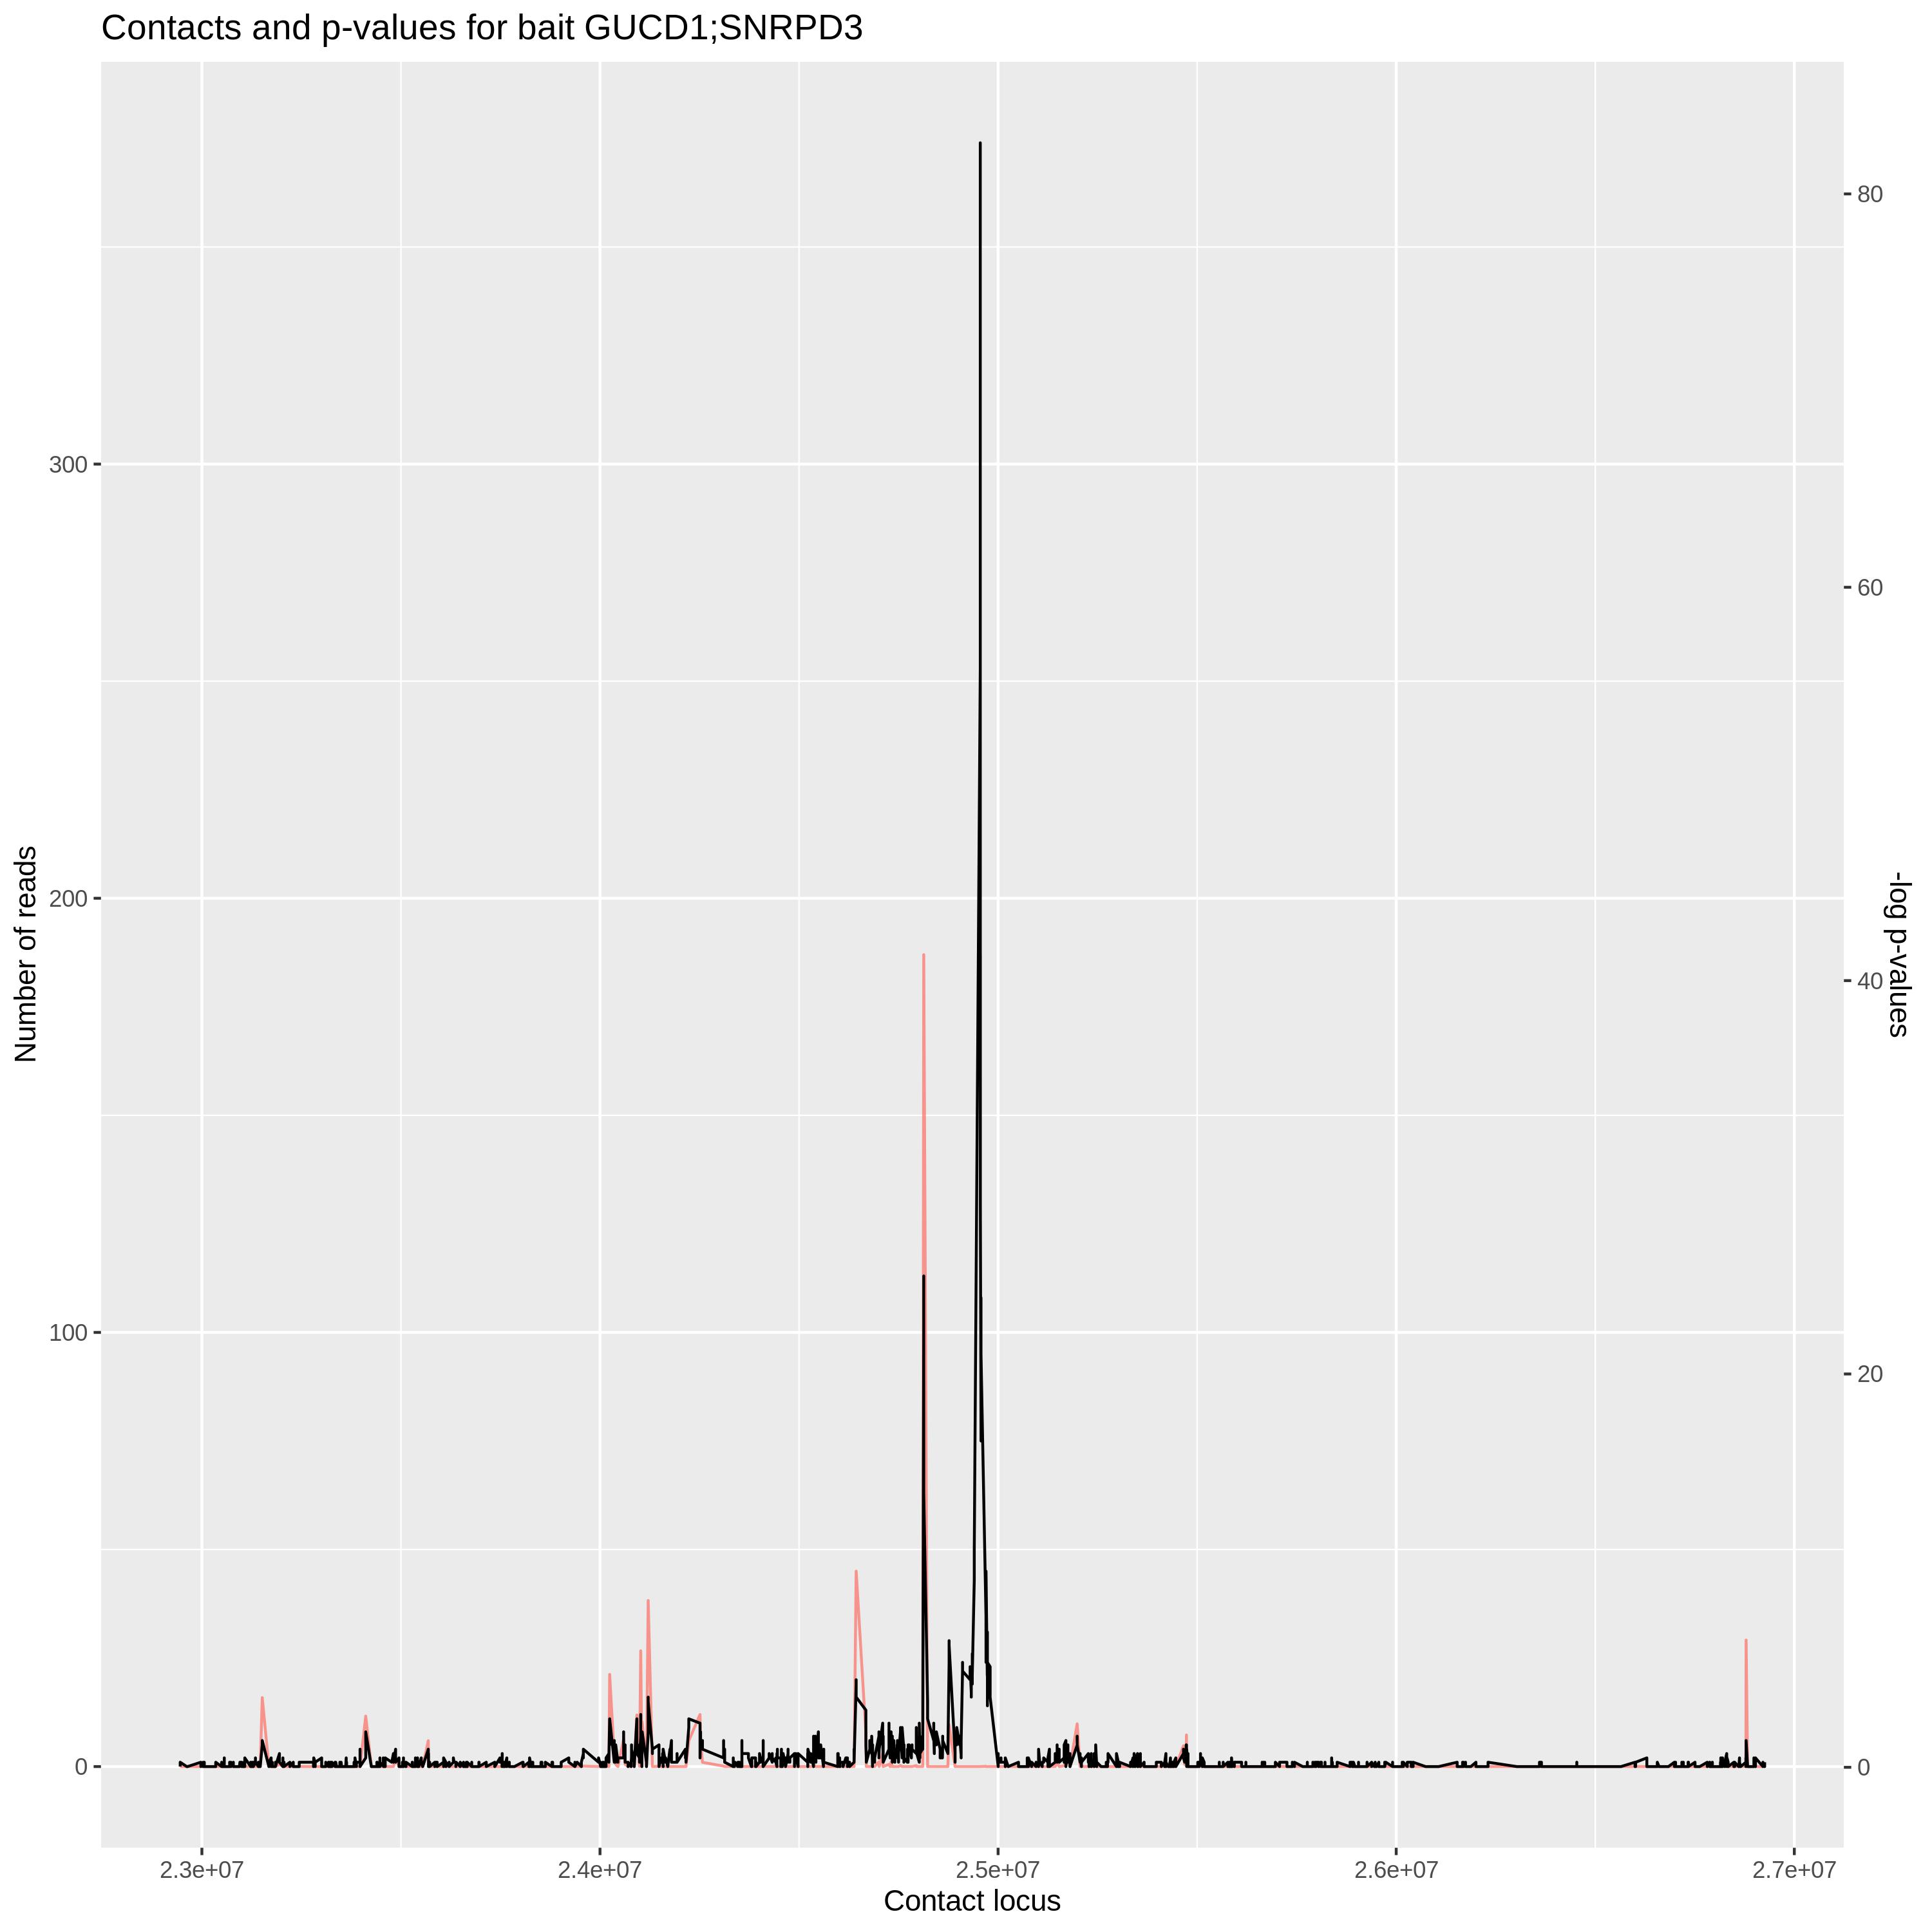 Contacts and p-values for bait GUCD1;SNRPD3
300
200
100
0
Number of reads
80
60
40
20
0
-log p-values
2.3e+07 2.4e+07 2.5e+07 2.6e+07 2.7e+07
Contact locus